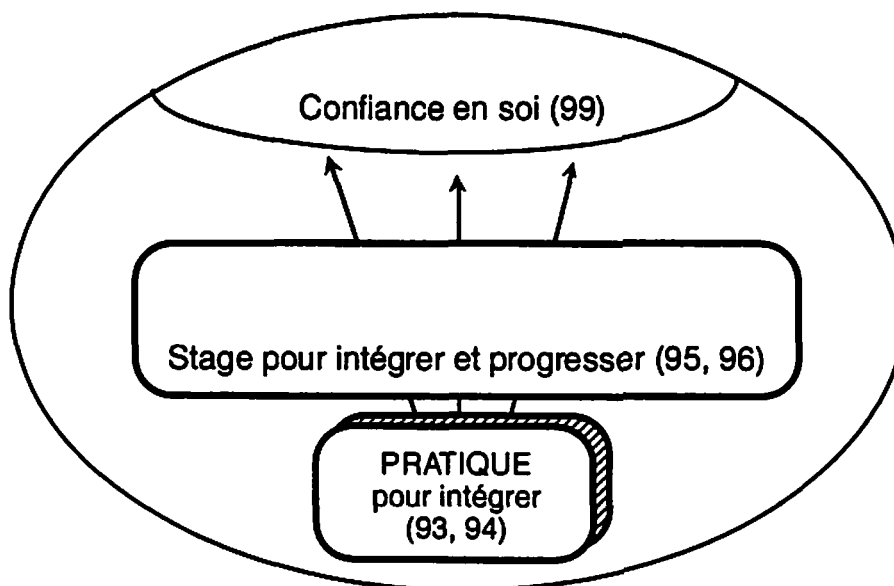 Confiance en soi (99)
Stage pour intégrer et progresser (95, 96)
PRATIQUE
pour intégrer
(93, 94)